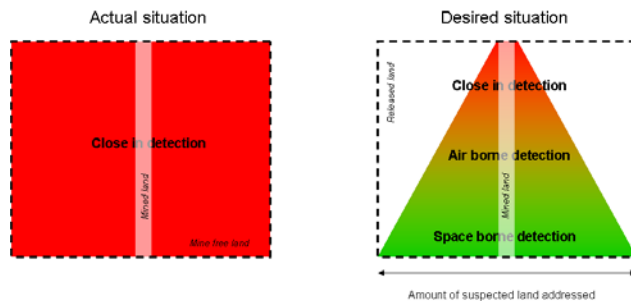 Actual situation
Close in detection
Mined land
Mine free land
Desired situation
Released land
Close in detection
Air borne detection
Mined land
Space borne detection
Amount of suspected land addressed